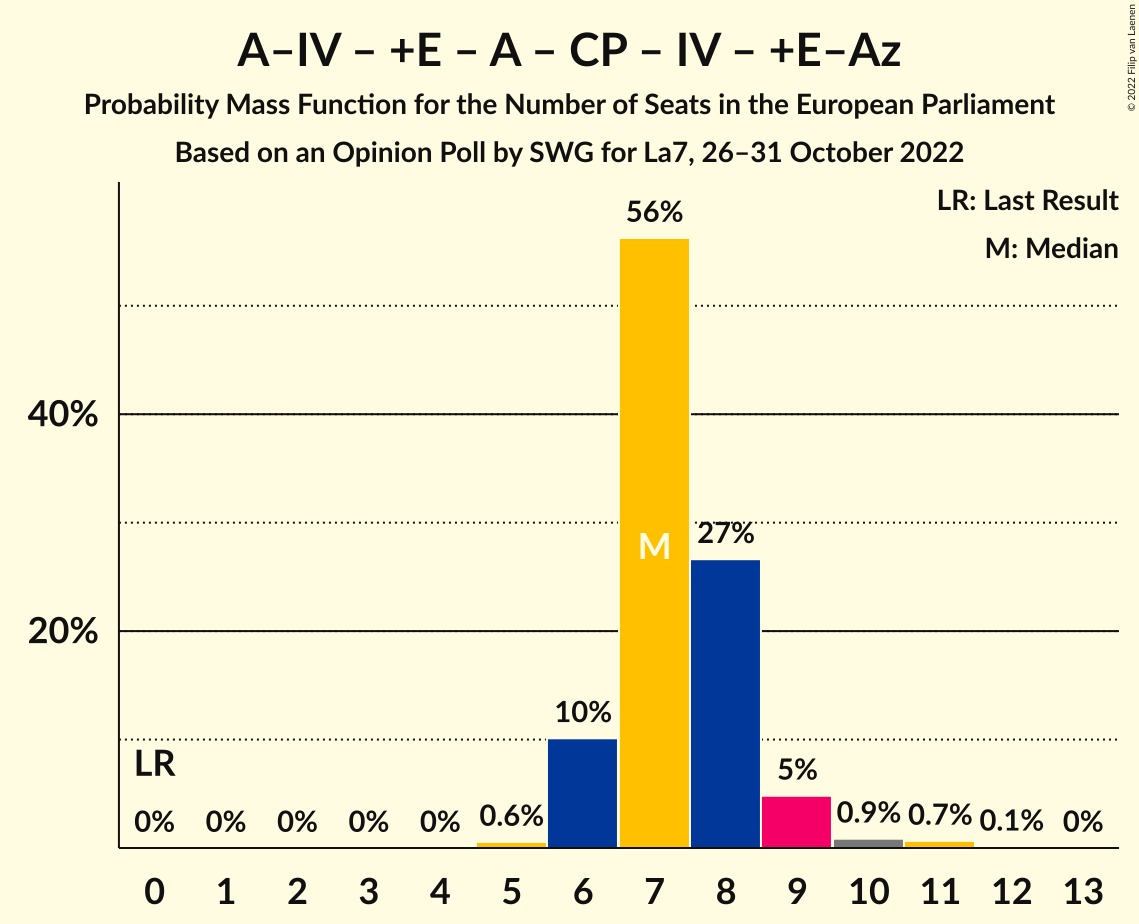 A–IV – +E – A – CP – IV – +E–Az
Probability Mass Function for the Number of Seats in the European Parliament
Based on an Opinion Poll by SWG for La7, 26–31 October 2022
© 2022 Filip van Laenen
LR: Last Result
M: Median
56%
40%
M
27%
20%
10%
LR
5%
0% 0% 0% 0% 0% 0.6% 0.9% 0.7% 0.1% 0%
0 1 2 3 4 5 6 7 8 9 10 11 12 13